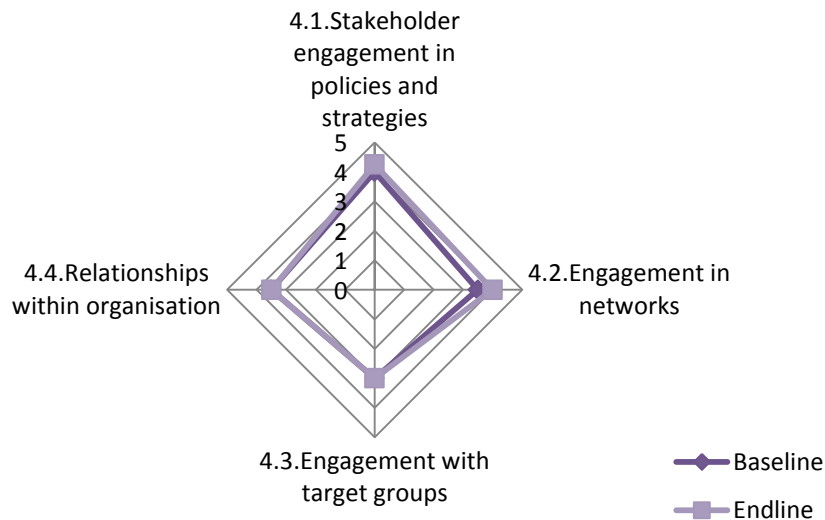 4.1.Stakeholder
engagement in
policies and
strategies
5
4
3
2
1
0
4.4.Relationships
within organisation
4.2.Engagement in
networks
4.3.Engagement with
target groups
Baseline
Endline